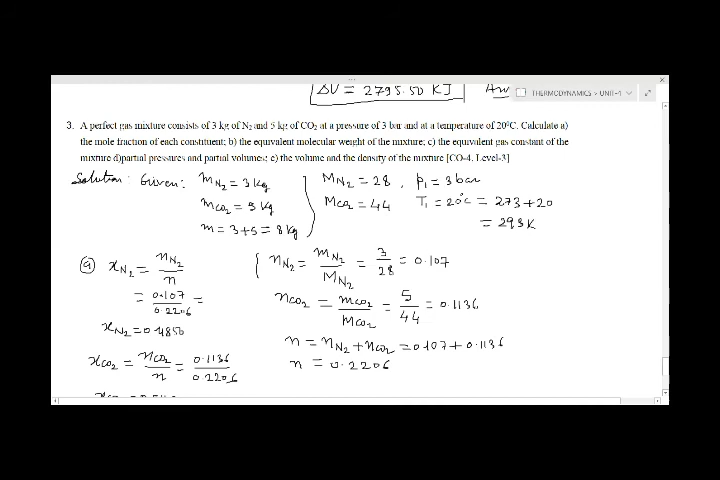 ΔU = 2795.50 KJ Ans
THERMODYNAMICS > UNIT-4
3. A perfect gas mixture consists of 3 kg of N₂ and 5 kg of CO₂ at a pressure of 3 bar and at a temperature of 20⁰C. Calculate a)
the mole fraction of each constituent; b) the equivalent molecular weight of the mixture; c) the equivalent gas constant of the
mixture d)partial pressures and partial volumes; e) the volume and the density of the mixture [CO-4, Level-3]
Solution: Given: m_N₂ = 3 kg M_N₂ = 28, P₁ = 3 bar
m_CO₂ = 5 kg M_CO₂ = 44 T₁ = 20°C = 273 + 20
m = 3+5 = 8 kg = 293 K
(a) x_N₂ = n_N₂/n n_N₂ = m_N₂/M_N₂ = 3/28 = 0.107
= 0.107/0.2206 = n_CO₂ = m_CO₂/M_CO₂ = 5/44 = 0.1136
x_N₂ = 0.4850 n = n_N₂ + n_CO₂ = 0.107 + 0.1136
x_CO₂ = n_CO₂/n = 0.1136/0.2206 n = 0.2206